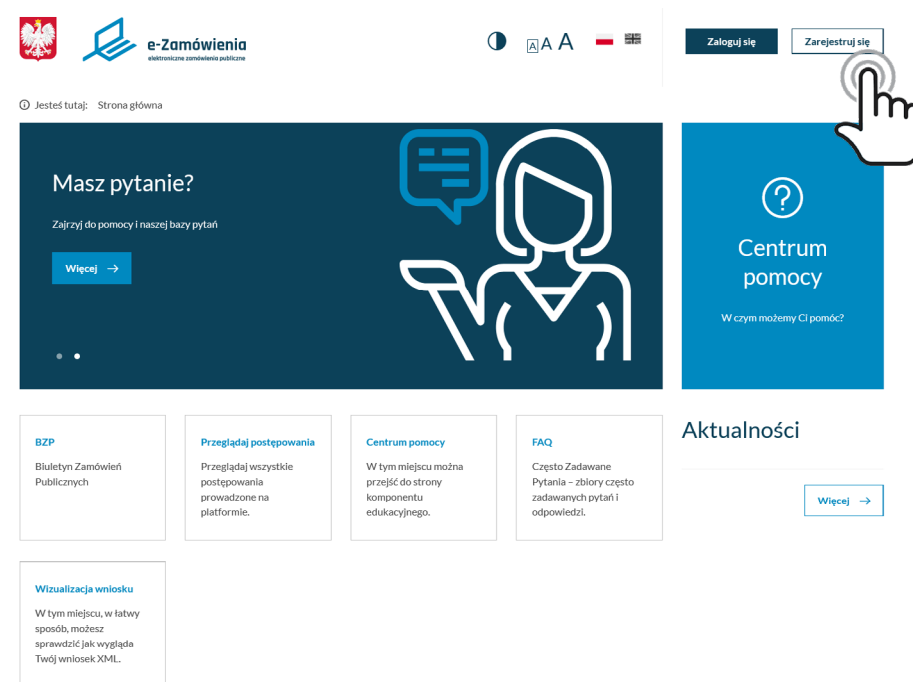 e-Zamówienia
elektroniczne zamówienia publiczne
A A A
Zaloguj się
Zarejestruj się
Jesteś tutaj: Strona główna
Masz pytanie?
Zajrzyj do pomocy i naszej bazy pytań
Więcej →
Centrum
pomocy
W czym możemy Ci pomóc?
BZP
Biuletyn Zamówień
Publicznych
Przeglądaj postępowania
Przeglądaj wszystkie
postępowania
prowadzone na
platformie.
Centrum pomocy
W tym miejscu można
przejść do strony
komponentu
edukacyjnego.
FAQ
Często Zadawane
Pytania – zbiory często
zadawanych pytań i
odpowiedzi.
Aktualności
Więcej →
Wizualizacja wniosku
W tym miejscu, w łatwy
sposób, możesz
sprawdzić jak wygląda
Twój wniosek XML.